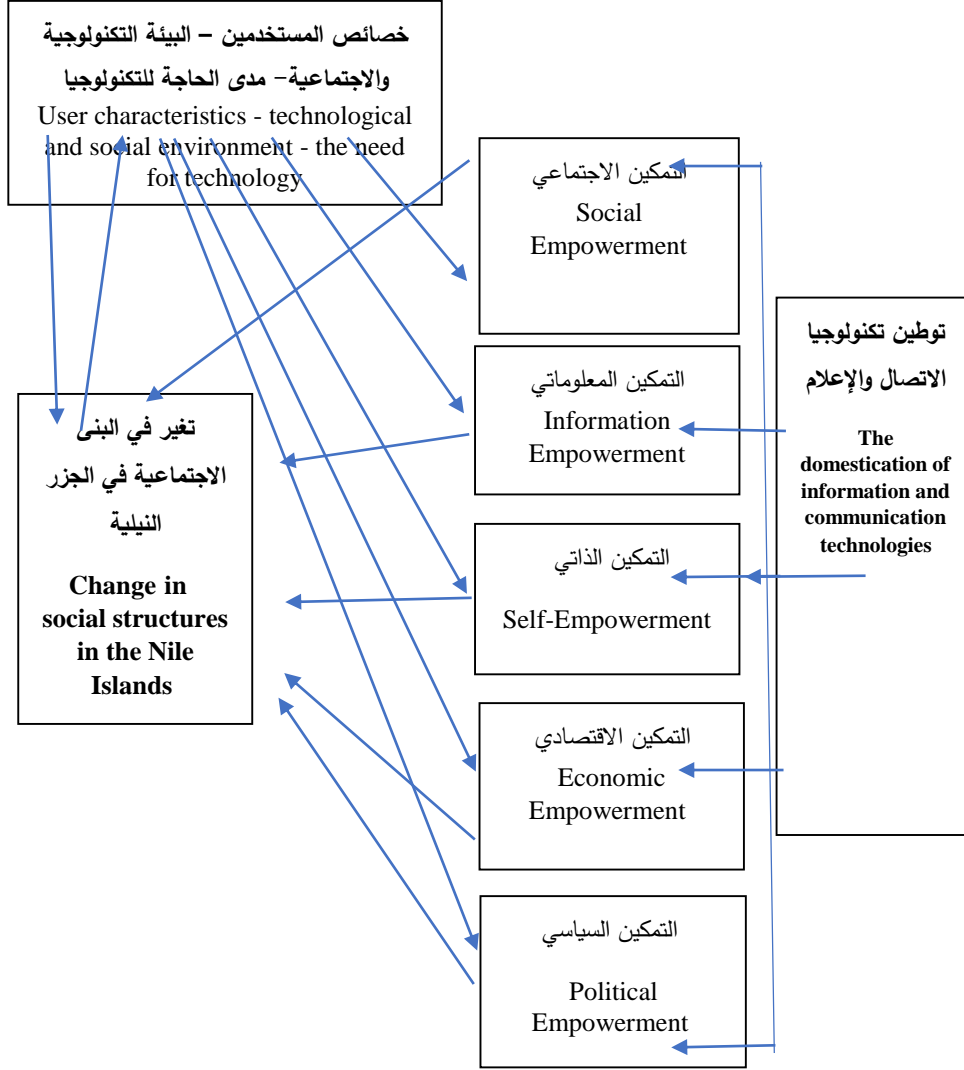 خصائص المستخدمين – البيئة التكنولوجية
والاجتماعية- مدى الحاجة للتكنولوجيا
User characteristics - technological
and social environment - the need
for technology
التمكين الاجتماعي
Social
Empowerment
توطين تكنولوجيا
الاتصال والإعلام
The
domestication of
information and
communication
technologies
التمكين المعلوماتي
Information
Empowerment
تغير في البنى
الاجتماعية في الجزر
النيلية
Change in
social structures
in the Nile
Islands
التمكين الذاتي
Self-Empowerment
التمكين الاقتصادي
Economic
Empowerment
التمكين السياسي
Political
Empowerment